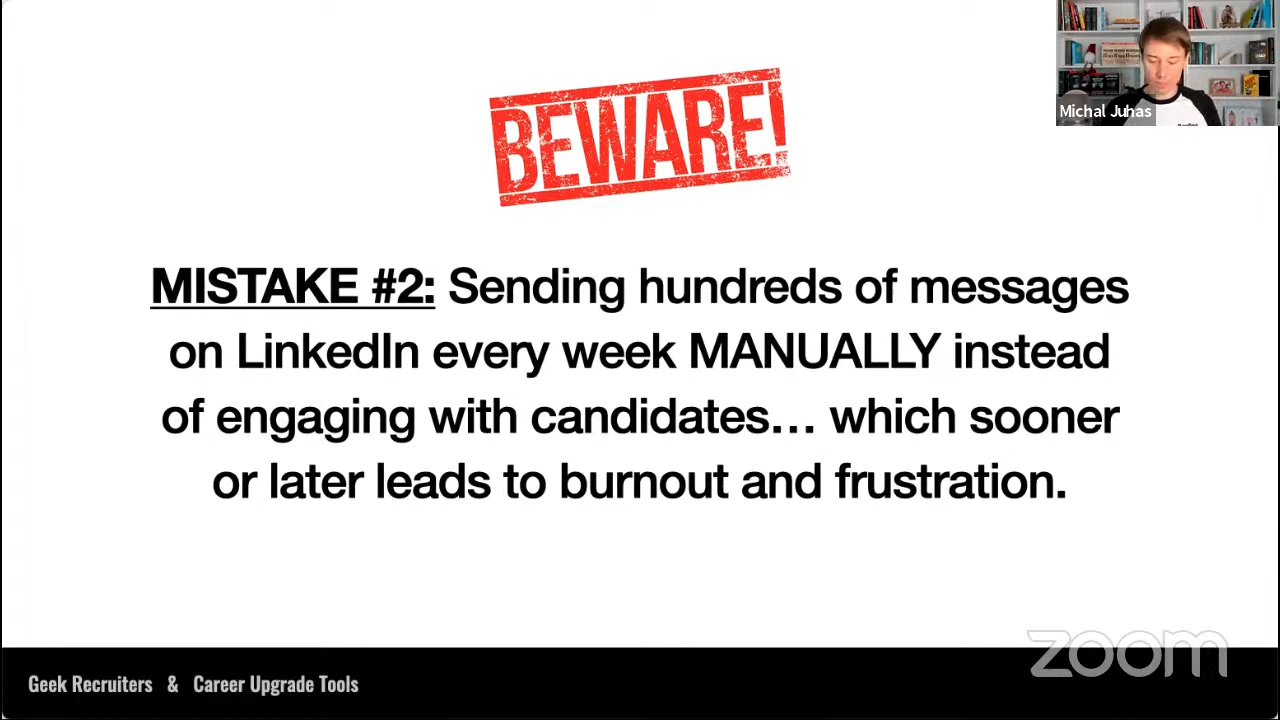 BEWARE!
Michal Juhas
MISTAKE #2: Sending hundreds of messages
on LinkedIn every week MANUALLY instead
of engaging with candidates… which sooner
or later leads to burnout and frustration.
zoom
Geek Recruiters & Career Upgrade Tools